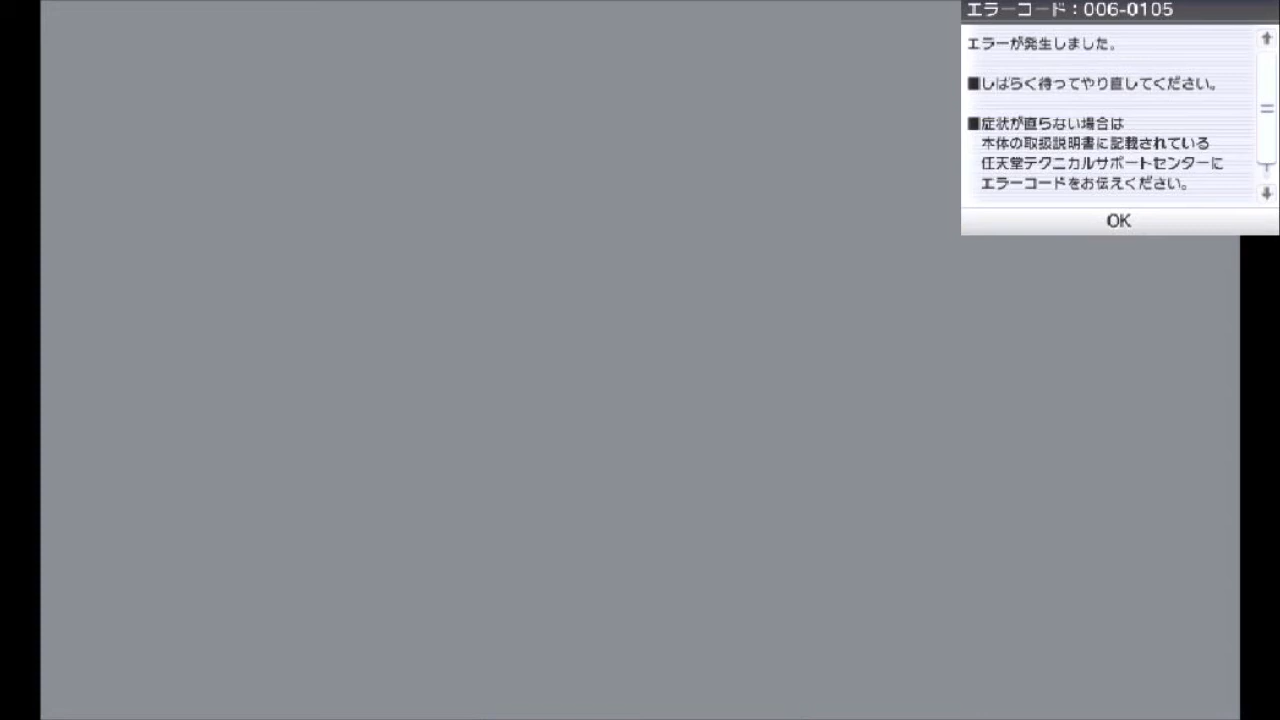 エラーコード：006-0105
エラーが発生しました。
■しばらく待ってやり直してください。
■症状が直らない場合は
本体の取扱説明書に記載されている
任天堂テクニカルサポートセンターに
エラーコードをお伝えください。
OK